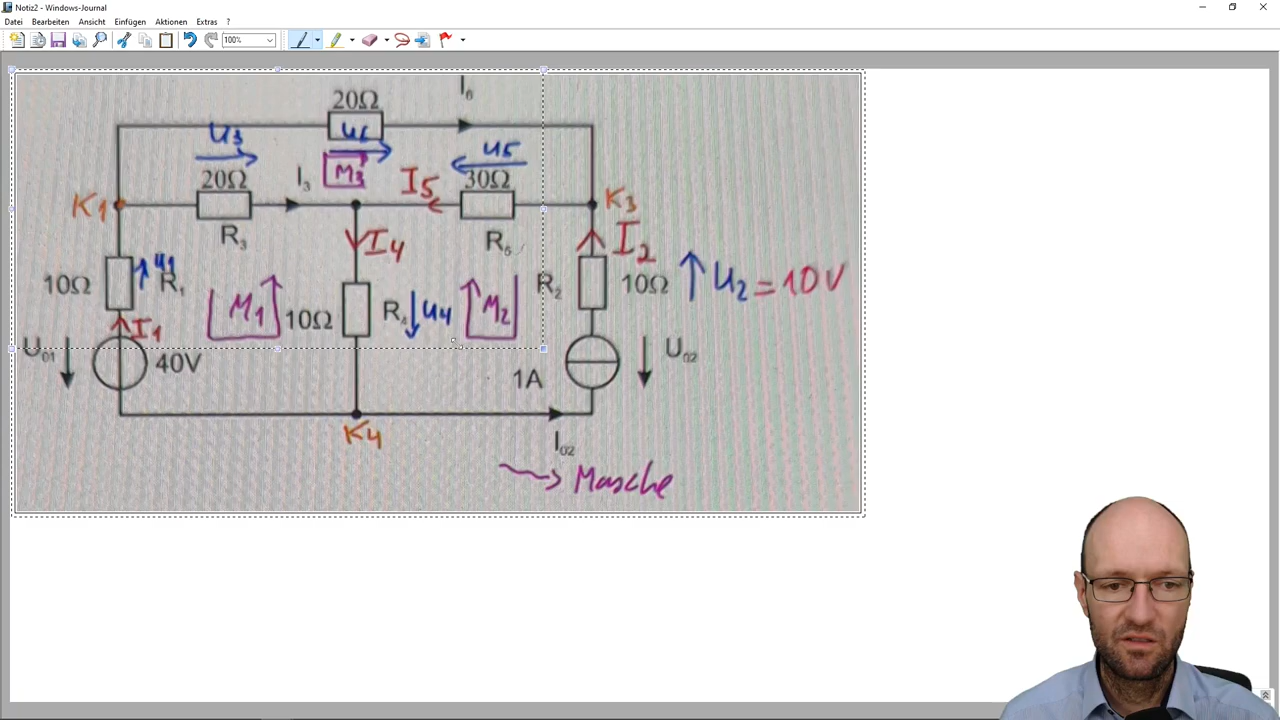 Notiz2 - Windows-Journal
Datei Bearbeiten Ansicht Einfügen Aktionen Extras ?
100%
I6
20Ω
U3 U6 U5
M3
20Ω I3 I5 30Ω
K1 K3
R3 I4 R5 I2
U1
10Ω R1 R2 10Ω U2 = 10V
M1 10Ω R4 U4 M2
I1
U01 40V U02
1A
K4
I02
→ Masche